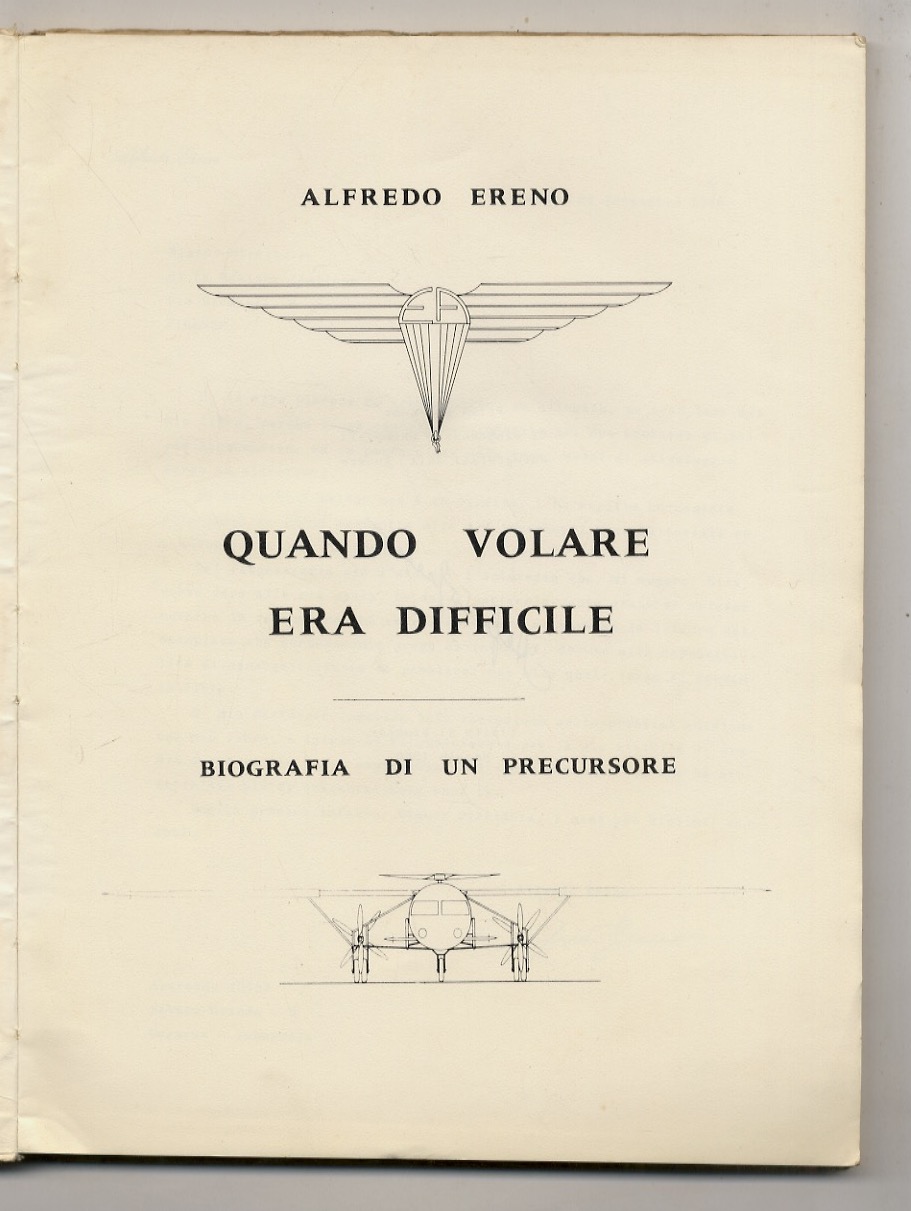 ALFREDO ERENO
QUANDO VOLARE
ERA DIFFICILE
BIOGRAFIA DI UN PRECURSORE